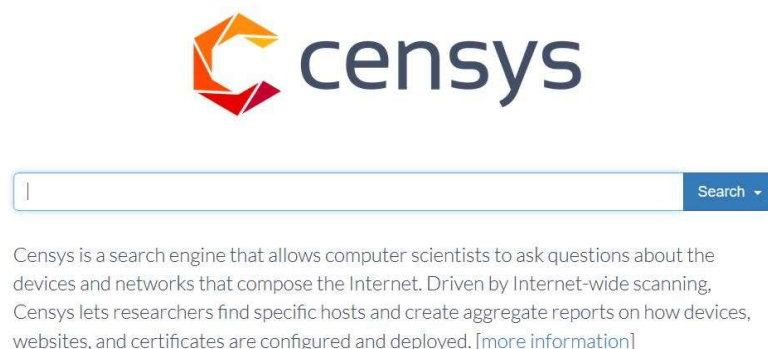 censys
Search
Censys is a search engine that allows computer scientists to ask questions about the
devices and networks that compose the Internet. Driven by Internet-wide scanning,
Censys lets researchers find specific hosts and create aggregate reports on how devices,
websites, and certificates are configured and deployed. [more information]